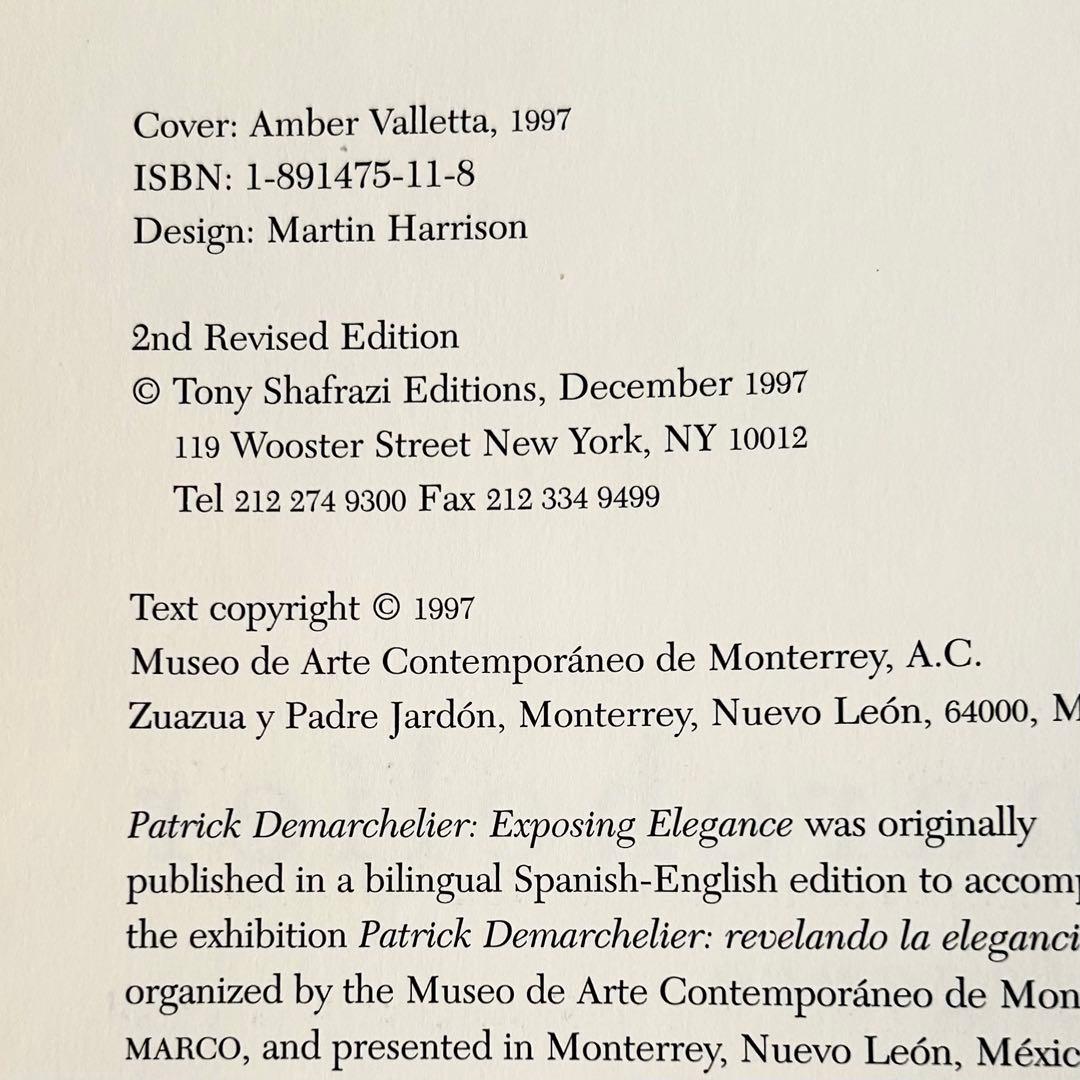 Cover: Amber Valletta, 1997
ISBN: 1-891475-11-8
Design: Martin Harrison
2nd Revised Edition
© Tony Shafrazi Editions, December 1997
119 Wooster Street New York, NY 10012
Tel 212 274 9300 Fax 212 334 9499
Text copyright © 1997
Museo de Arte Contemporáneo de Monterrey, A.C.
Zuazua y Padre Jardón, Monterrey, Nuevo León, 64000, M
Patrick Demarchelier: Exposing Elegance was originally
published in a bilingual Spanish-English edition to accomp
the exhibition Patrick Demarchelier: revelando la eleganci
organized by the Museo de Arte Contemporáneo de Mon
MARCO, and presented in Monterrey, Nuevo León, Méxic